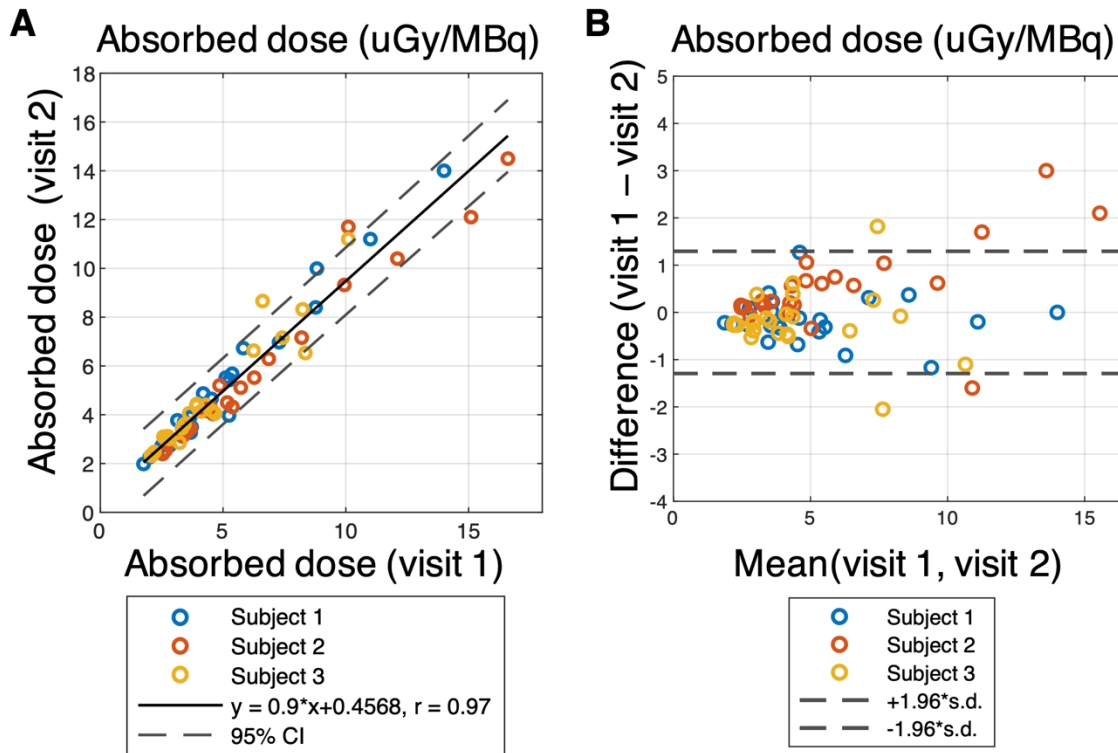 A
Absorbed dose (uGy/MBq)
Absorbed dose (visit 2)
18
16
14
12
10
8
6
4
2
0
0 5 10 15
Absorbed dose (visit 1)
Subject 1
Subject 2
Subject 3
y = 0.9*x+0.4568, r = 0.97
95% CI
B
Absorbed dose (uGy/MBq)
Difference (visit 1 – visit 2)
5
4
3
2
1
0
-1
-2
-3
-4
0 5 10 15
Mean(visit 1, visit 2)
Subject 1
Subject 2
Subject 3
+1.96*s.d.
-1.96*s.d.